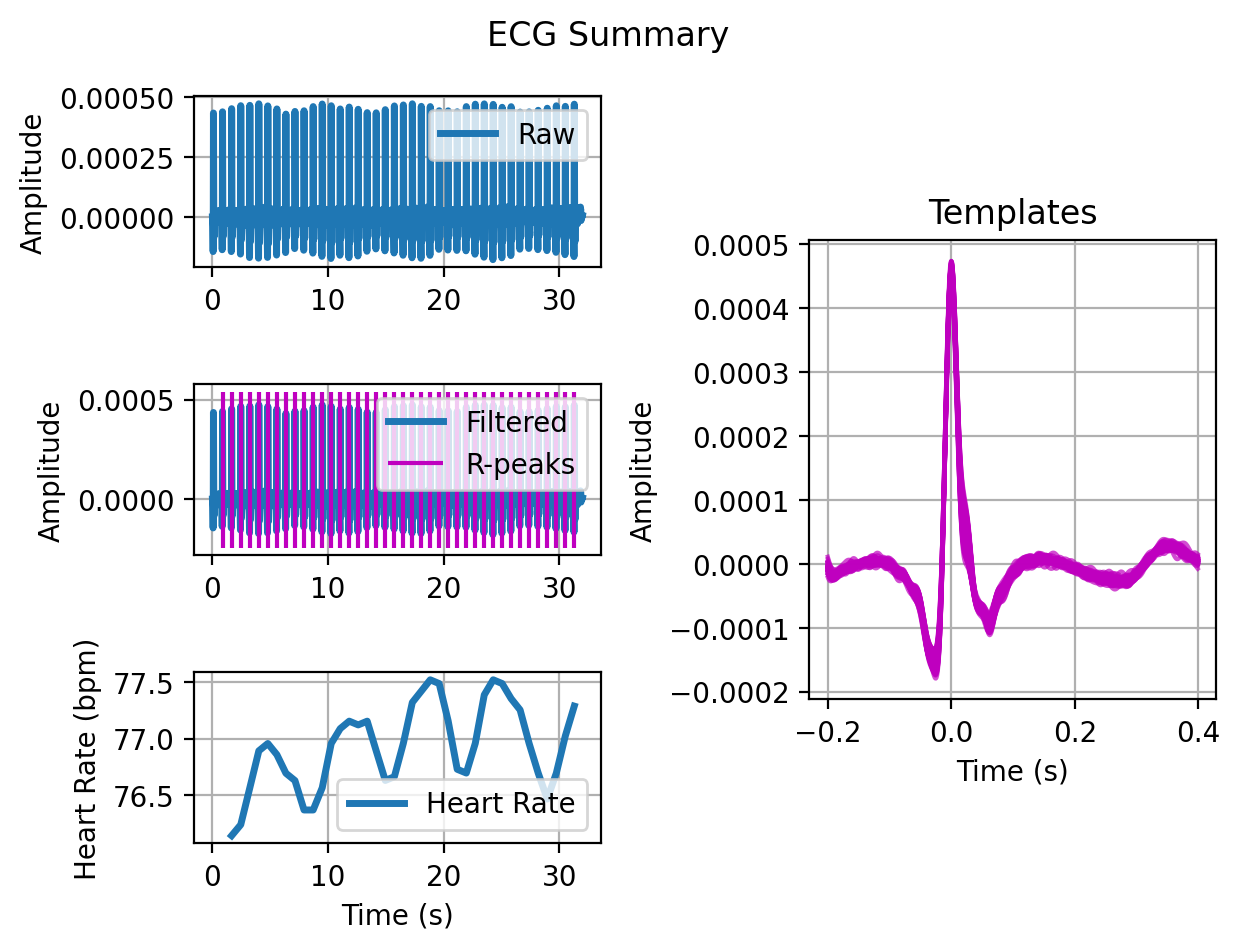 ECG Summary
Amplitude
0.00050
0.00025
0.00000
Raw
0
10
20
30
Amplitude
0.0005
0.0000
Filtered
R-peaks
0
10
20
30
Heart Rate (bpm)
77.5
77.0
76.5
Heart Rate
0
10
20
30
Time (s)
Templates
Amplitude
0.0005
0.0004
0.0003
0.0002
0.0001
0.0000
−0.0001
−0.0002
−0.2
0.0
0.2
0.4
Time (s)